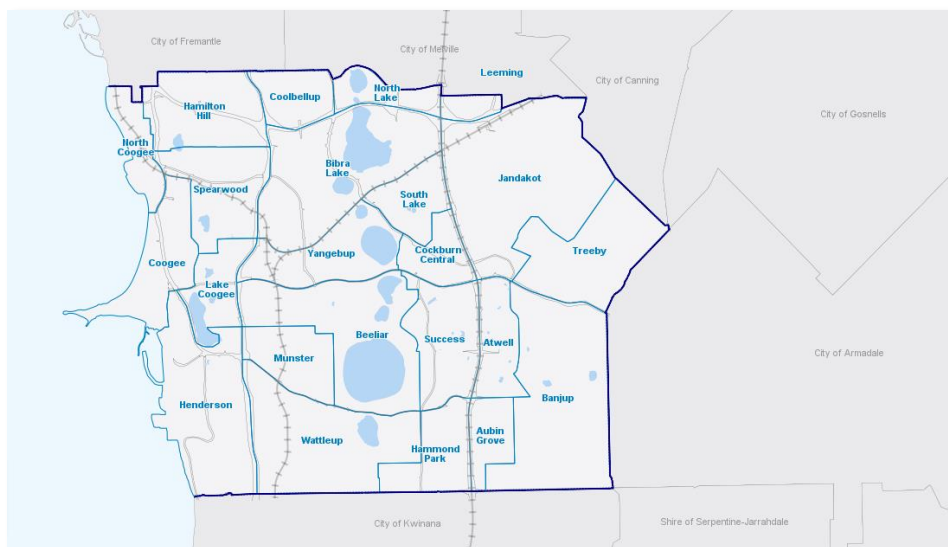 City of Fremantle
City of Melville
Leeming
City of Canning
City of Gosnells
North
Lake
Coolbellup
Hamilton
Hill
North
Coogee
Bibra
Lake
Jandakot
Spearwood
South
Lake
Treeby
Cockburn
Central
Yangebup
Coogee
Lake
Coogee
Beeliar
Success
Atwell
City of Armadale
Munster
Banjup
Henderson
Wattleup
Hammond
Park
Aubin
Grove
City of Kwinana
Shire of Serpentine-Jarrahdale